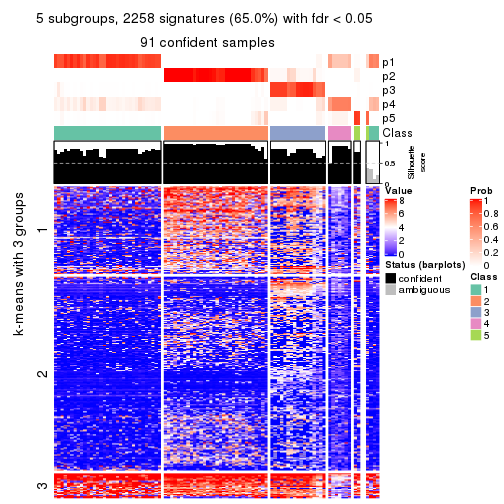 5 subgroups, 2258 signatures (65.0%) with fdr < 0.05
91 confident samples
p1
p2
p3
p4
p5
Class
1
0.5
0
Silhouette
score
k-means with 3 groups
1
2
3
Value
8
6
4
2
0
Status (barplots)
confident
ambiguous
Prob
1
0.8
0.6
0.4
0.2
0
Class
1
2
3
4
5